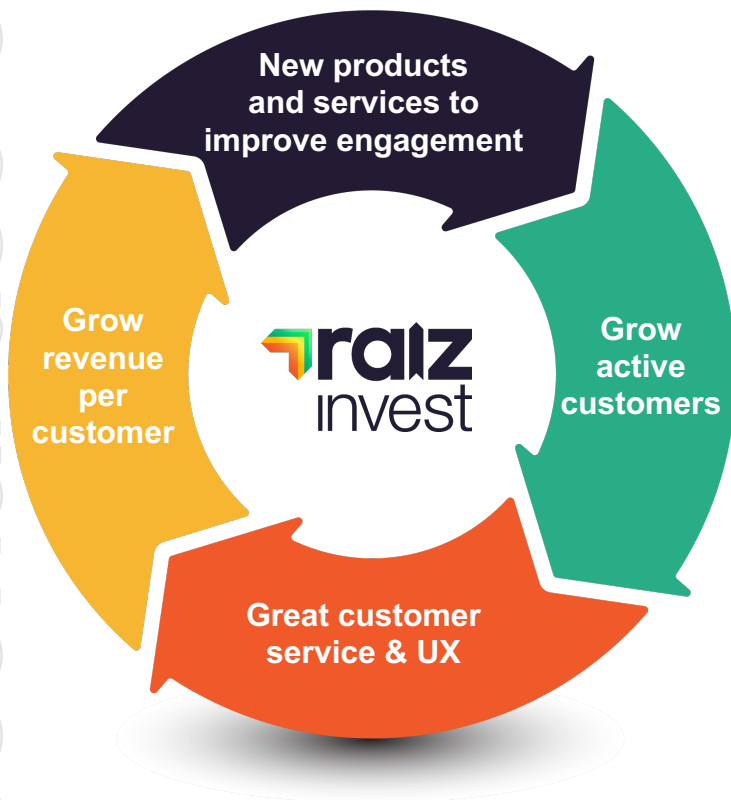 New products
and services to
improve engagement
Grow
active
customers
Great customer
service & UX
Grow
revenue
per
customer
raiz
invest